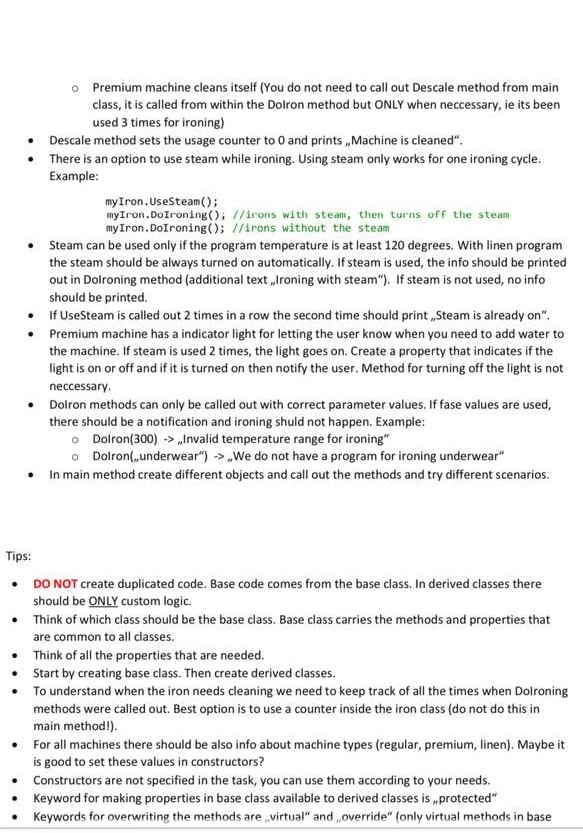 o Premium machine cleans itself (You do not need to call out Descale method from main
class, it is called from within the DoIron method but ONLY when neccessary, ie its been
used 3 times for ironing)
• Descale method sets the usage counter to 0 and prints „Machine is cleaned“.
• There is an option to use steam while ironing. Using steam only works for one ironing cycle.
Example:
myIron.UseSteam();
myIron.DoIroning(); //irons with steam, then turns off the steam
myIron.DoIroning(); //irons without the steam
• Steam can be used only if the program temperature is at least 120 degrees. With linen program
the steam should be always turned on automatically. If steam is used, the info should be printed
out in DoIroning method (additional text „Ironing with steam“). If steam is not used, no info
should be printed.
• If UseSteam is called out 2 times in a row the second time should print „Steam is already on“.
• Premium machine has a indicator light for letting the user know when you need to add water to
the machine. If steam is used 2 times, the light goes on. Create a property that indicates if the
light is on or off and if it is turned on then notify the user. Method for turning off the light is not
neccessary.
• DoIron methods can only be called out with correct parameter values. If fase values are used,
there should be a notification and ironing shuld not happen. Example:
o DoIron(300) -> „Invalid temperature range for ironing“
o DoIron(„underwear“) -> „We do not have a program for ironing underwear“
• In main method create different objects and call out the methods and try different scenarios.
Tips:
• DO NOT create duplicated code. Base code comes from the base class. In derived classes there
should be ONLY custom logic.
• Think of which class should be the base class. Base class carries the methods and properties that
are common to all classes.
• Think of all the properties that are needed.
• Start by creating base class. Then create derived classes.
• To understand when the iron needs cleaning we need to keep track of all the times when DoIroning
methods were called out. Best option is to use a counter inside the iron class (do not do this in
main method!).
• For all machines there should be also info about machine types (regular, premium, linen). Maybe it
is good to set these values in constructors?
• Constructors are not specified in the task, you can use them according to your needs.
• Keyword for making properties in base class available to derived classes is „protected“
• Keywords for overwriting the methods are „virtual“ and „override“ (only virtual methods in base